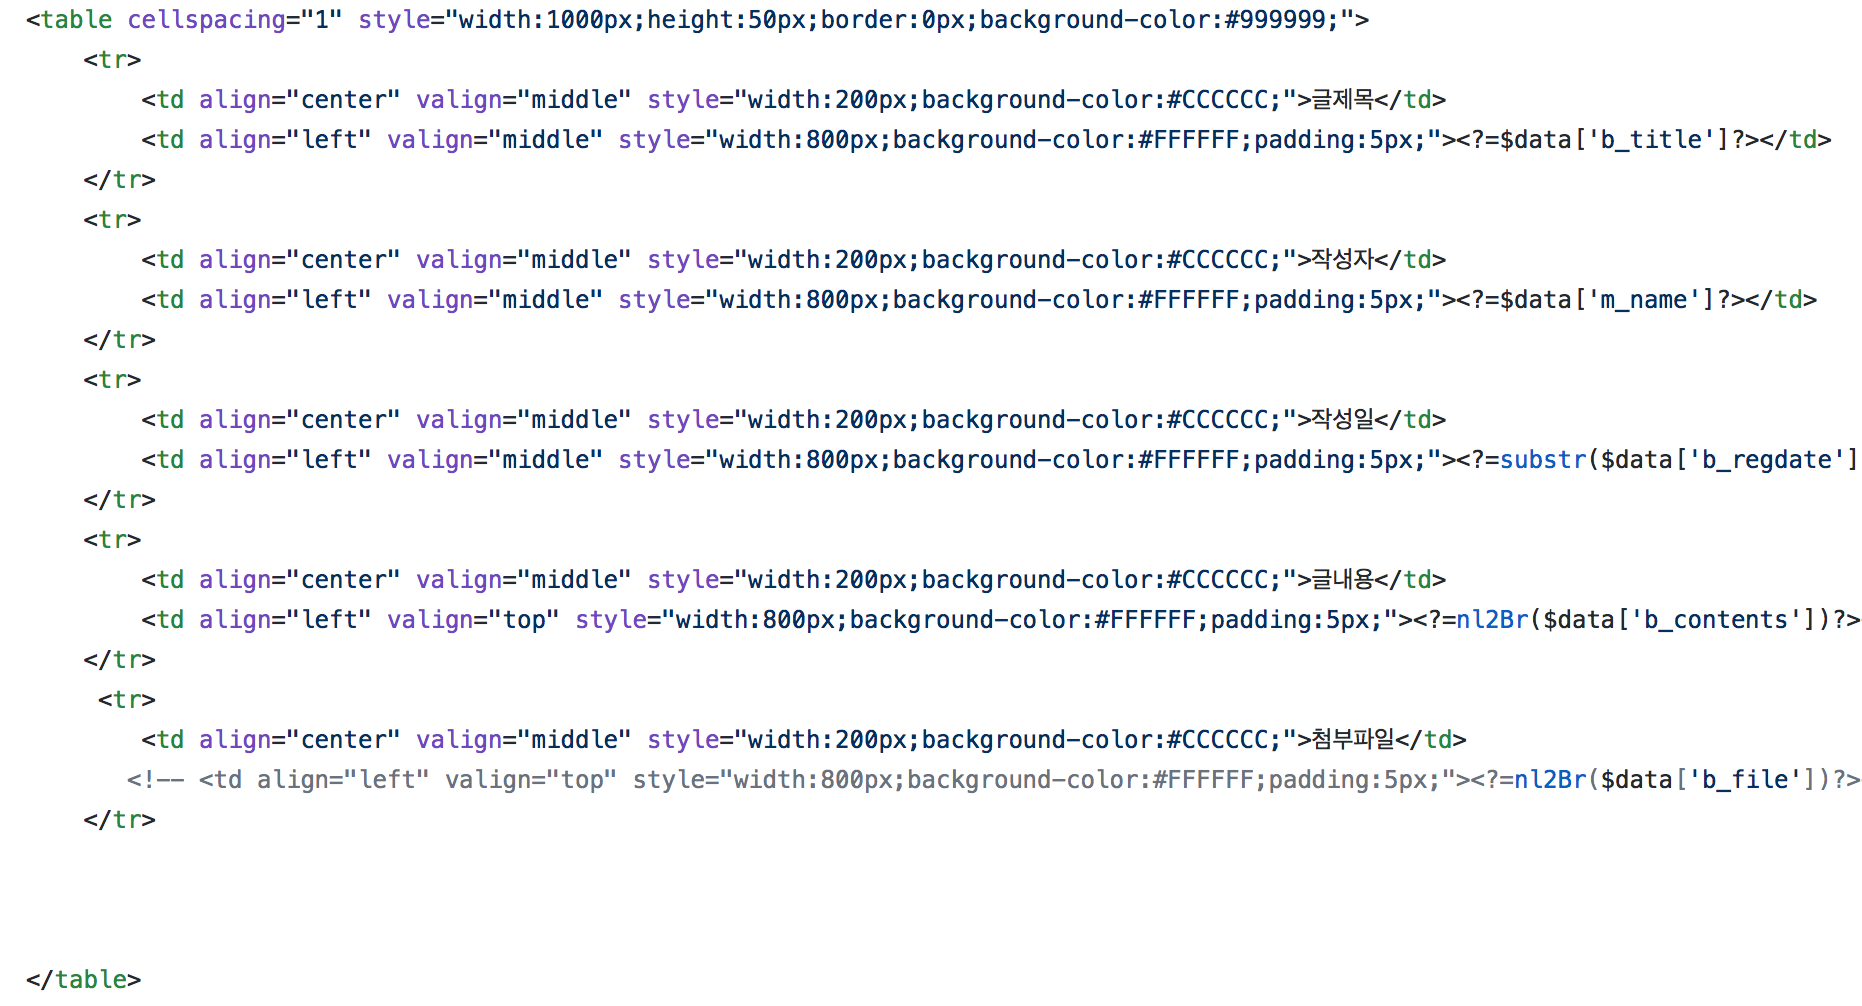 <table cellspacing="1" style="width:1000px;height:50px;border:0px;background-color:#999999;">
<tr>
<td align="center" valign="middle" style="width:200px;background-color:#CCCCCC;">글제목</td>
<td align="left" valign="middle" style="width:800px;background-color:#FFFFFF;padding:5px;"><?=$data['b_title']?></td>
</tr>
<tr>
<td align="center" valign="middle" style="width:200px;background-color:#CCCCCC;">작성자</td>
<td align="left" valign="middle" style="width:800px;background-color:#FFFFFF;padding:5px;"><?=$data['m_name']?></td>
</tr>
<tr>
<td align="center" valign="middle" style="width:200px;background-color:#CCCCCC;">작성일</td>
<td align="left" valign="middle" style="width:800px;background-color:#FFFFFF;padding:5px;"><?=substr($data['b_regdate']
</tr>
<tr>
<td align="center" valign="middle" style="width:200px;background-color:#CCCCCC;">글내용</td>
<td align="left" valign="top" style="width:800px;background-color:#FFFFFF;padding:5px;"><?=nl2Br($data['b_contents'])?>
</tr>
<tr>
<td align="center" valign="middle" style="width:200px;background-color:#CCCCCC;">첨부파일</td>
<!-- <td align="left" valign="top" style="width:800px;background-color:#FFFFFF;padding:5px;"><?=nl2Br($data['b_file'])?>
</tr>
</table>